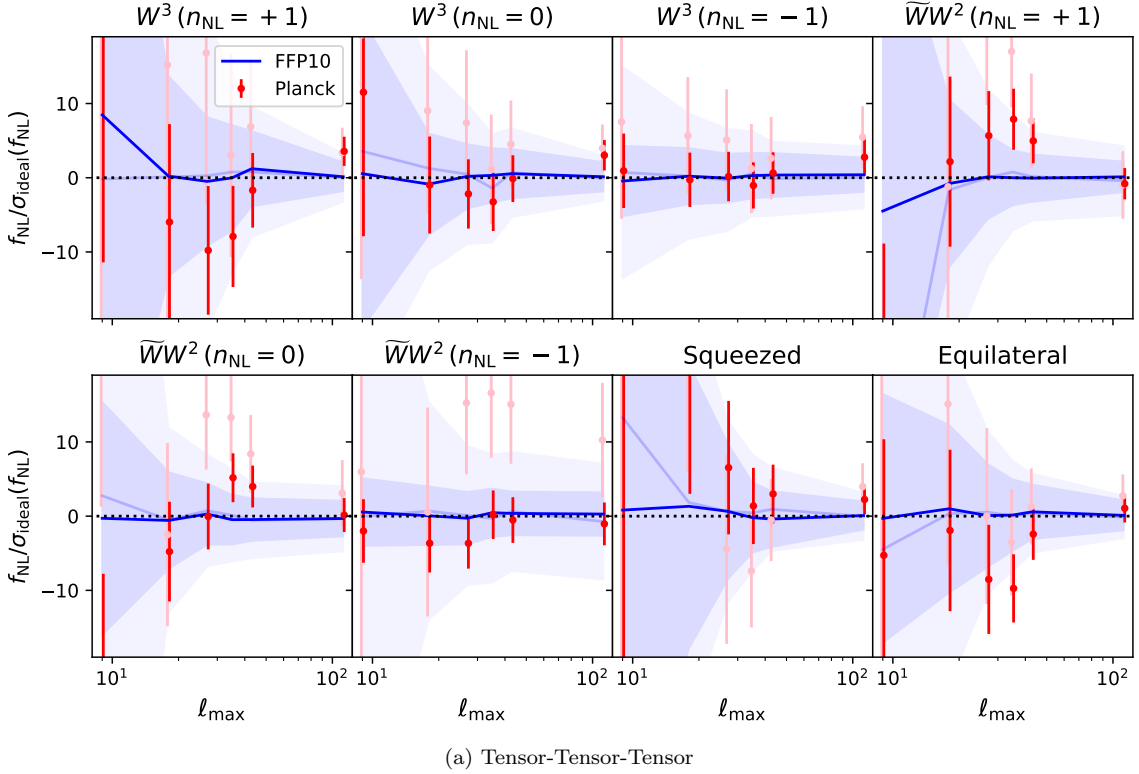 W³ (n_NL = +1)
W³ (n_NL = 0)
W³ (n_NL = −1)
W̃W² (n_NL = +1)
f_NL/σ_ideal(f_NL)
10
0
−10
FFP10
Planck
W̃W² (n_NL = 0)
W̃W² (n_NL = −1)
Squeezed
Equilateral
f_NL/σ_ideal(f_NL)
10
0
−10
10¹
10²
10¹
10²
10¹
10²
10¹
10²
ℓ_max
ℓ_max
ℓ_max
ℓ_max
(a) Tensor-Tensor-Tensor